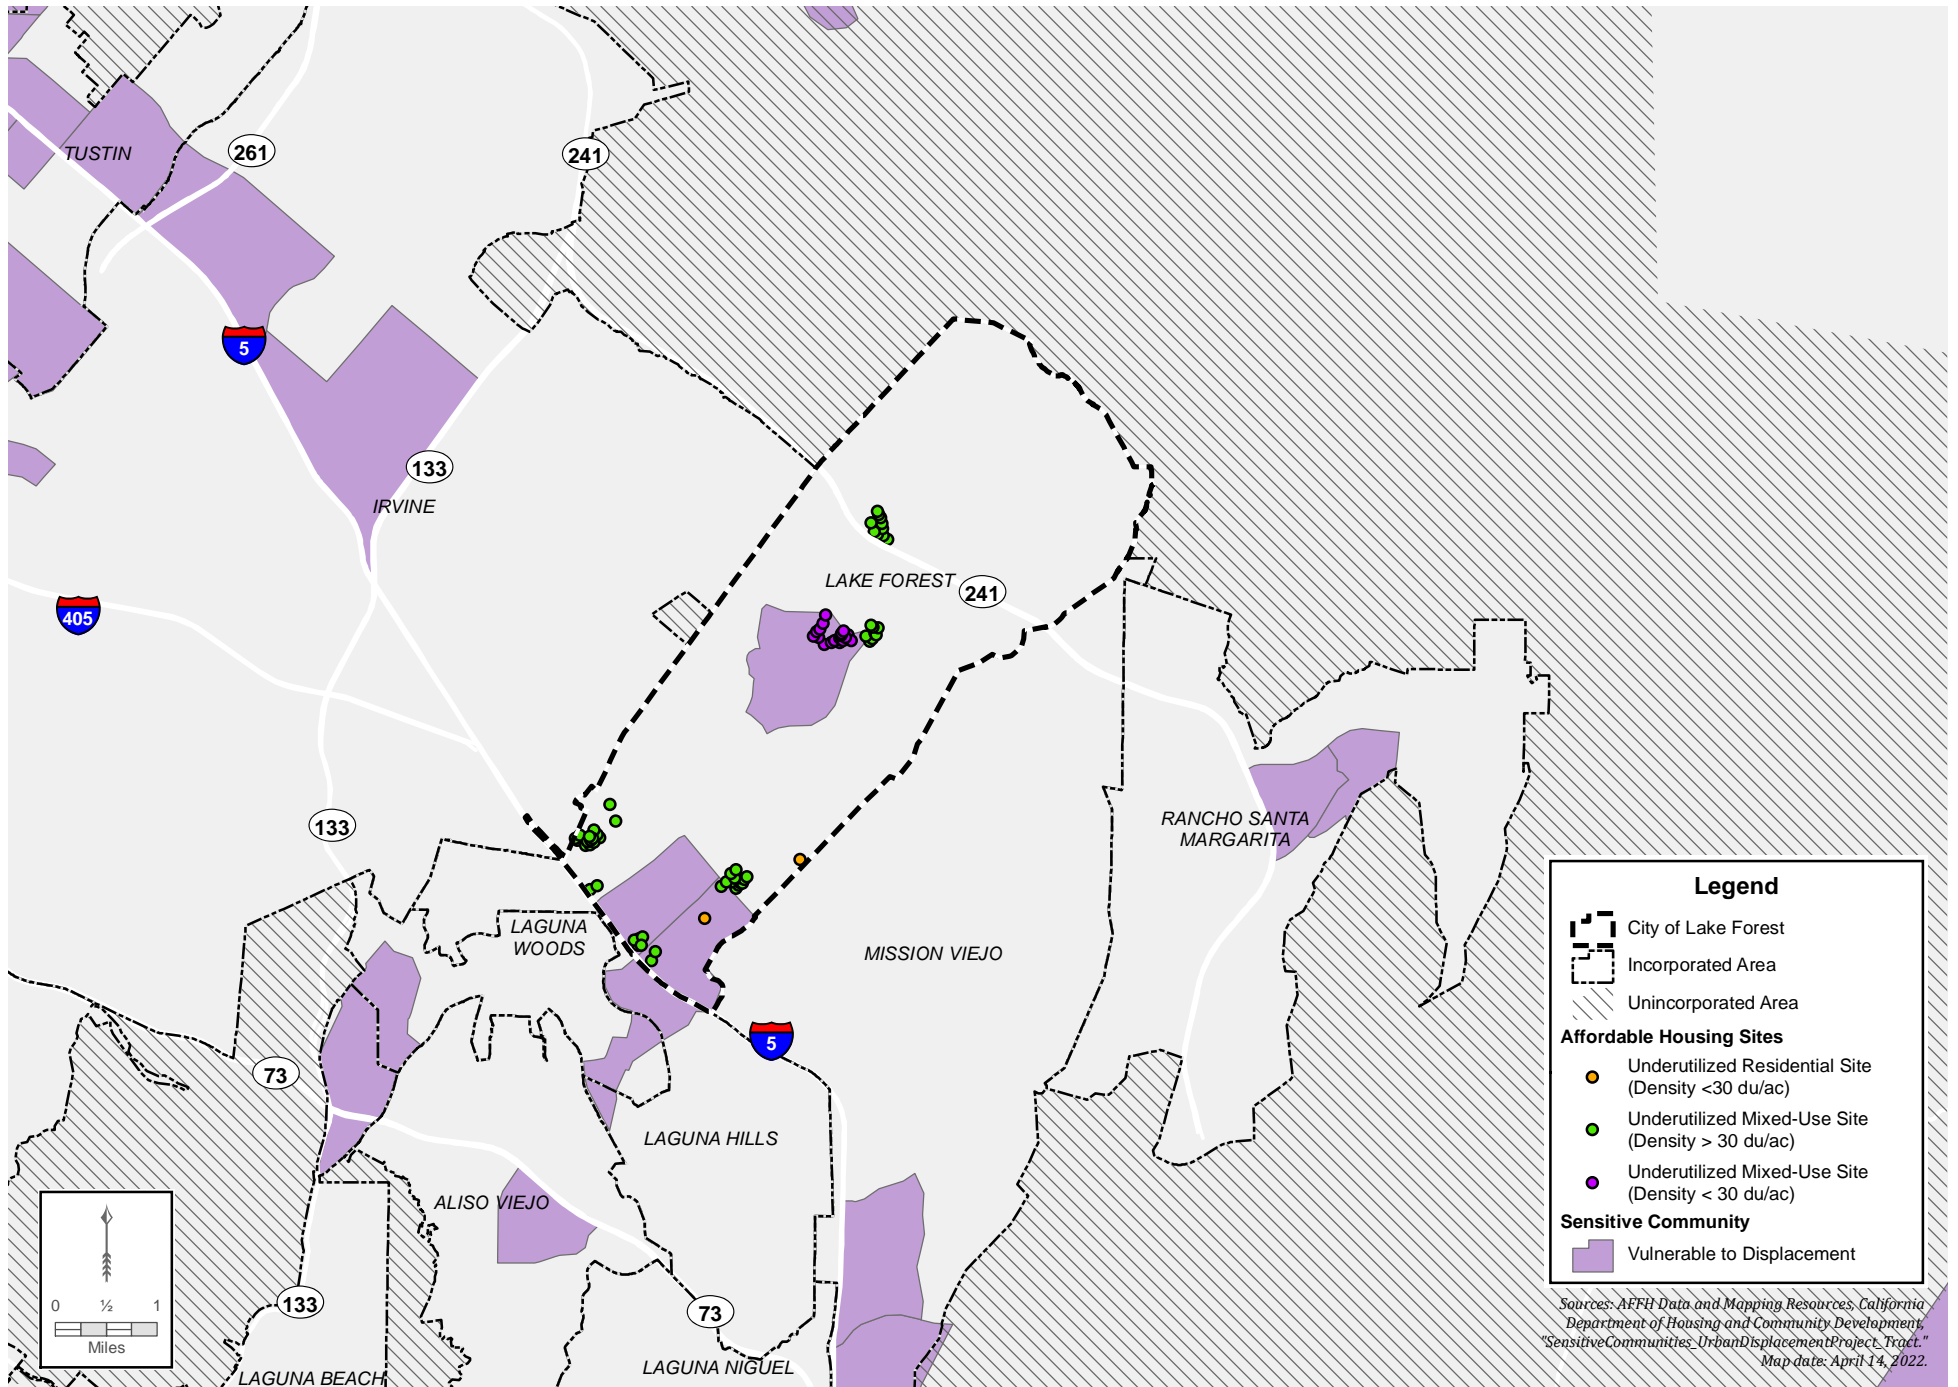 TUSTIN
261
241
5
133
IRVINE
405
LAKE FOREST
241
133
RANCHO SANTA
MARGARITA
LAGUNA
WOODS
MISSION VIEJO
5
73
LAGUNA HILLS
ALISO VIEJO
133
73
LAGUNA NIGUEL
LAGUNA BEACH
0 ½ 1
Miles
Legend
City of Lake Forest
Incorporated Area
Unincorporated Area
Affordable Housing Sites
Underutilized Residential Site
(Density <30 du/ac)
Underutilized Mixed-Use Site
(Density > 30 du/ac)
Underutilized Mixed-Use Site
(Density < 30 du/ac)
Sensitive Community
Vulnerable to Displacement
Sources: AFFH Data and Mapping Resources, California
Department of Housing and Community Development,
"SensitiveCommunities_UrbanDisplacementProject_Tract."
Map date: April 14, 2022.